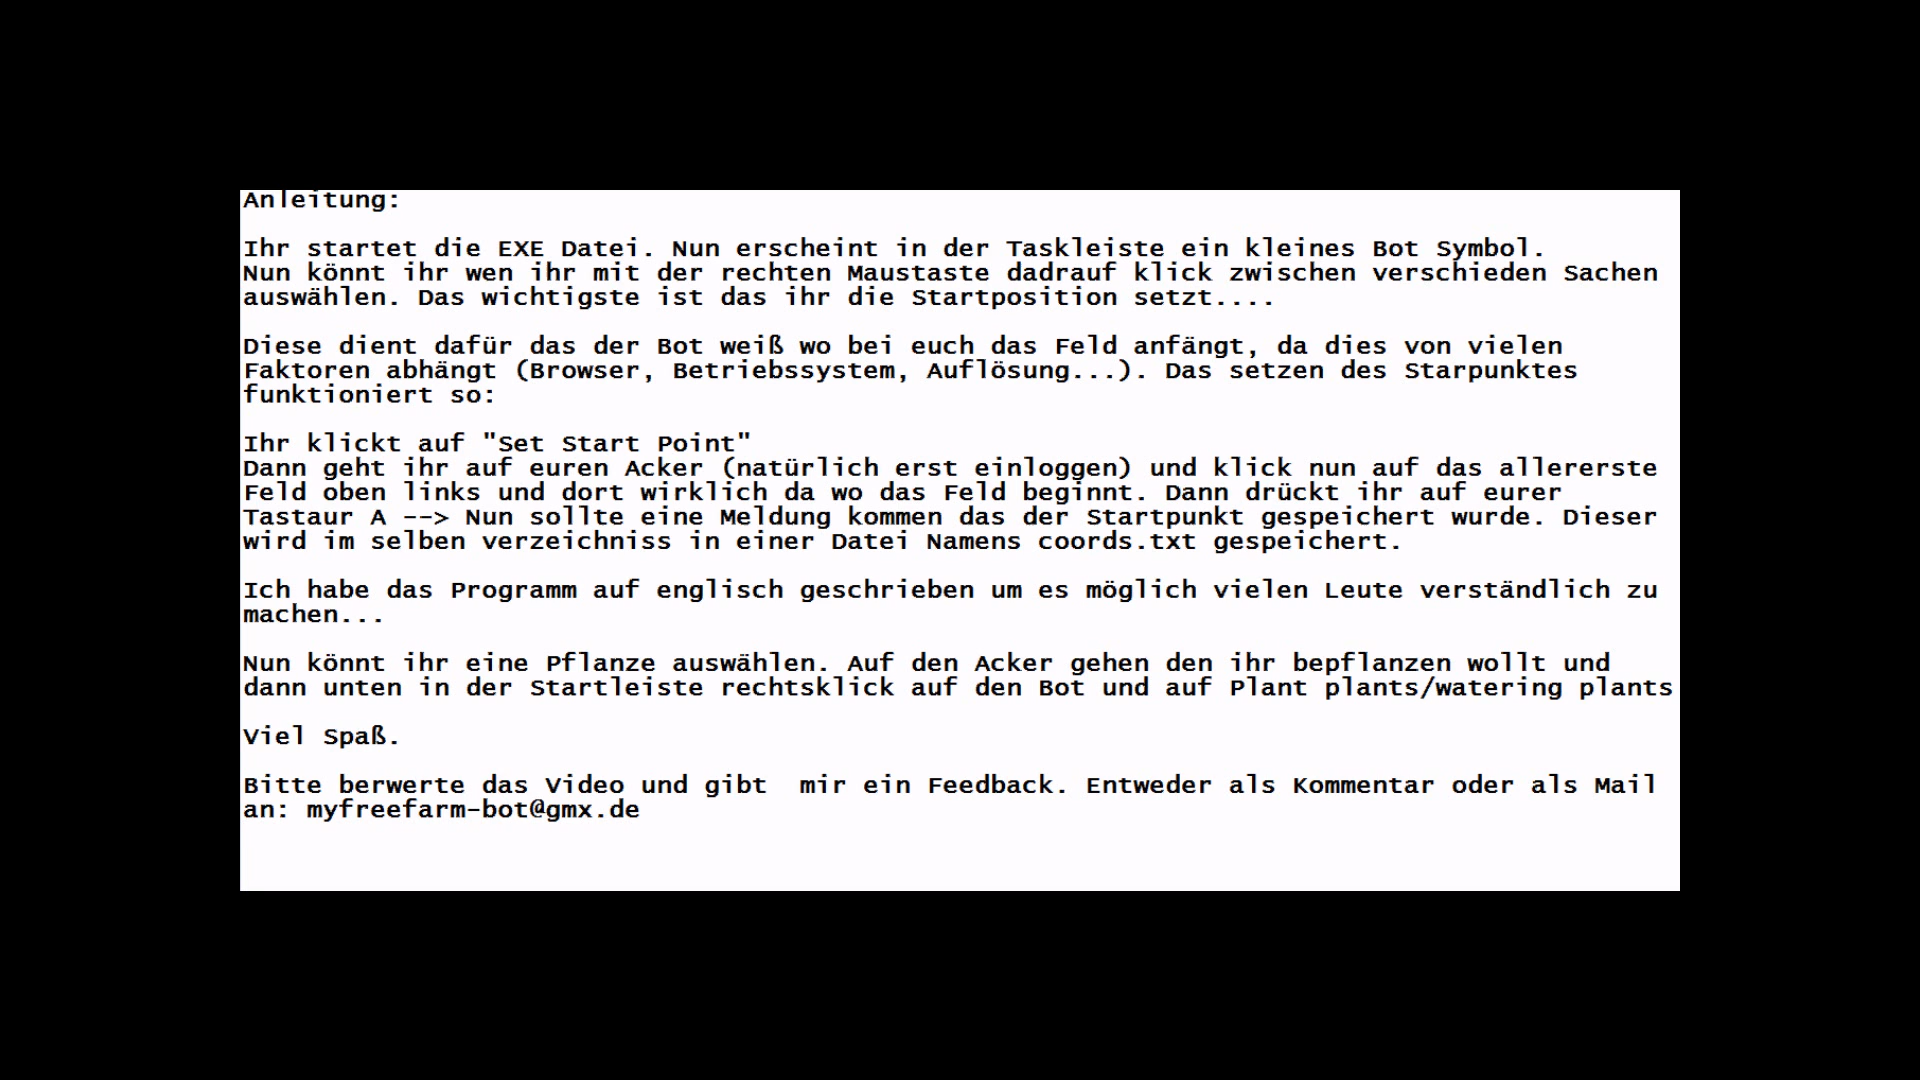 Anleitung:
Ihr startet die EXE Datei. Nun erscheint in der Taskleiste ein kleines Bot Symbol.
Nun könnt ihr wen ihr mit der rechten Maustaste dadrauf klick zwischen verschieden Sachen
auswählen. Das wichtigste ist das ihr die Startposition setzt....
Diese dient dafür das der Bot weiß wo bei euch das Feld anfängt, da dies von vielen
Faktoren abhängt (Browser, Betriebssystem, Auflösung...). Das setzen des Starpunktes
funktioniert so:
Ihr klickt auf "Set Start Point"
Dann geht ihr auf euren Acker (natürlich erst einloggen) und klick nun auf das allererste
Feld oben links und dort wirklich da wo das Feld beginnt. Dann drückt ihr auf eurer
Tastaur A --> Nun sollte eine Meldung kommen das der Startpunkt gespeichert wurde. Dieser
wird im selben verzeichniss in einer Datei Namens coords.txt gespeichert.
Ich habe das Programm auf englisch geschrieben um es möglich vielen Leute verständlich zu
machen...
Nun könnt ihr eine Pflanze auswählen. Auf den Acker gehen den ihr bepflanzen wollt und
dann unten in der Startleiste rechtsklick auf den Bot und auf Plant plants/watering plants
Viel Spaß.
Bitte berwerte das Video und gibt  mir ein Feedback. Entweder als Kommentar oder als Mail
an: myfreefarm-bot@gmx.de